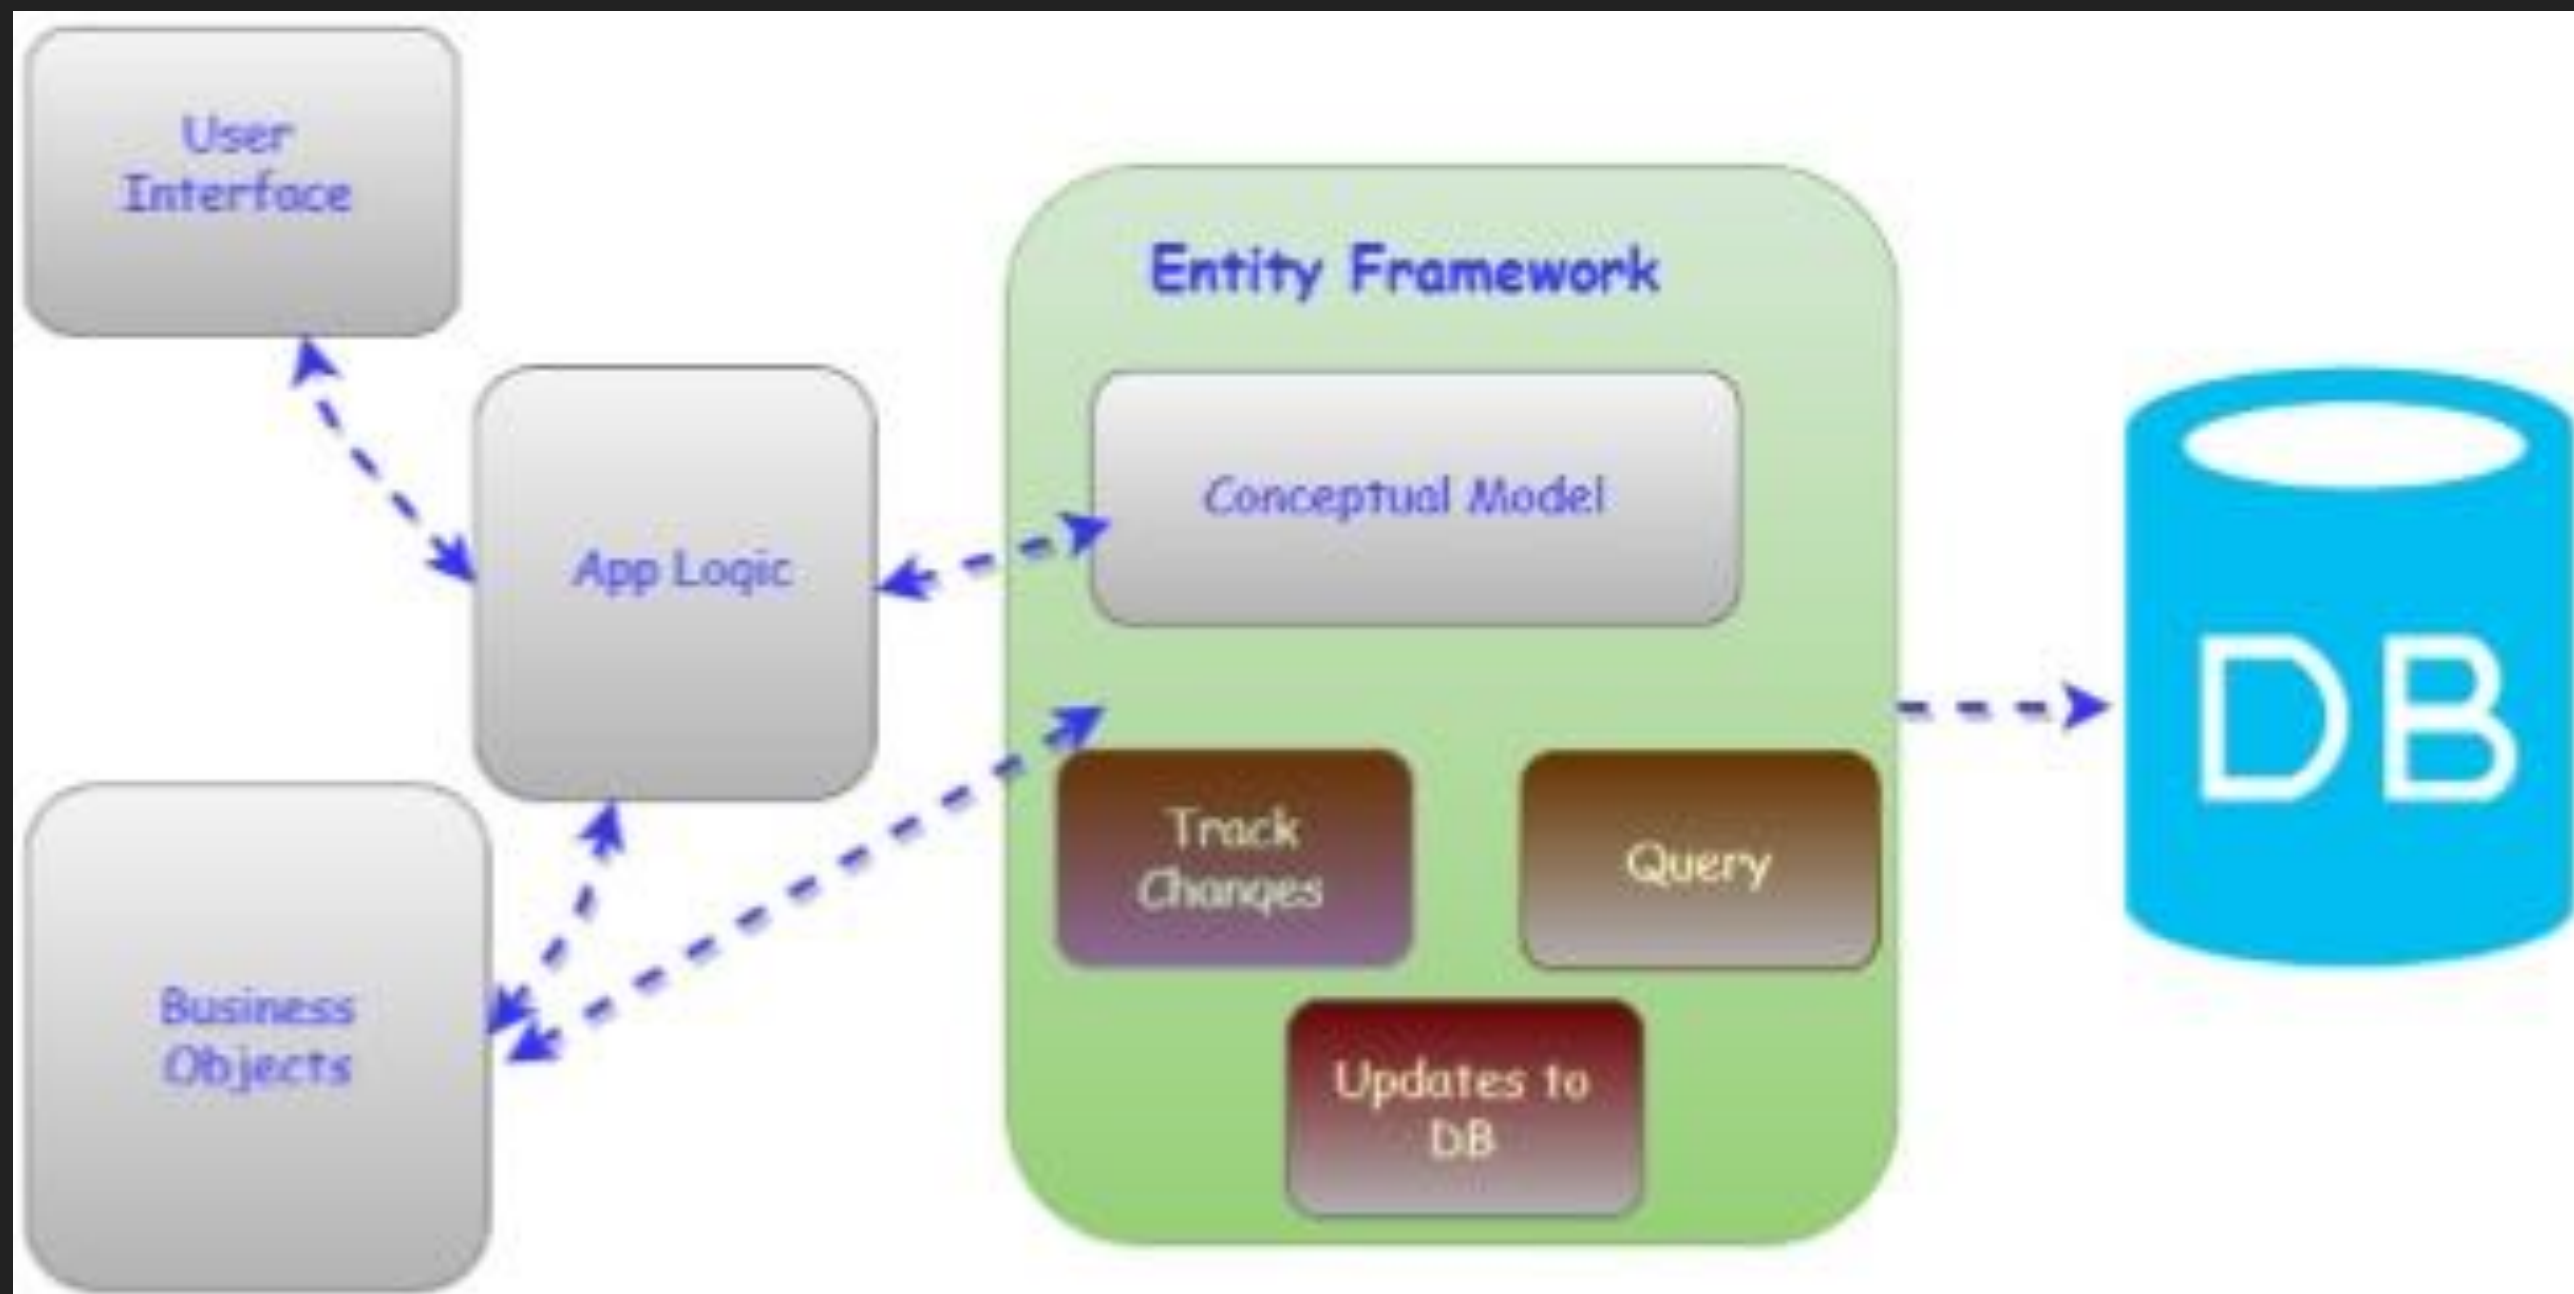 User
Interface
App Logic
Business
Objects
Entity Framework
Conceptual Model
Track
Changes
Query
Updates to
DB
DB